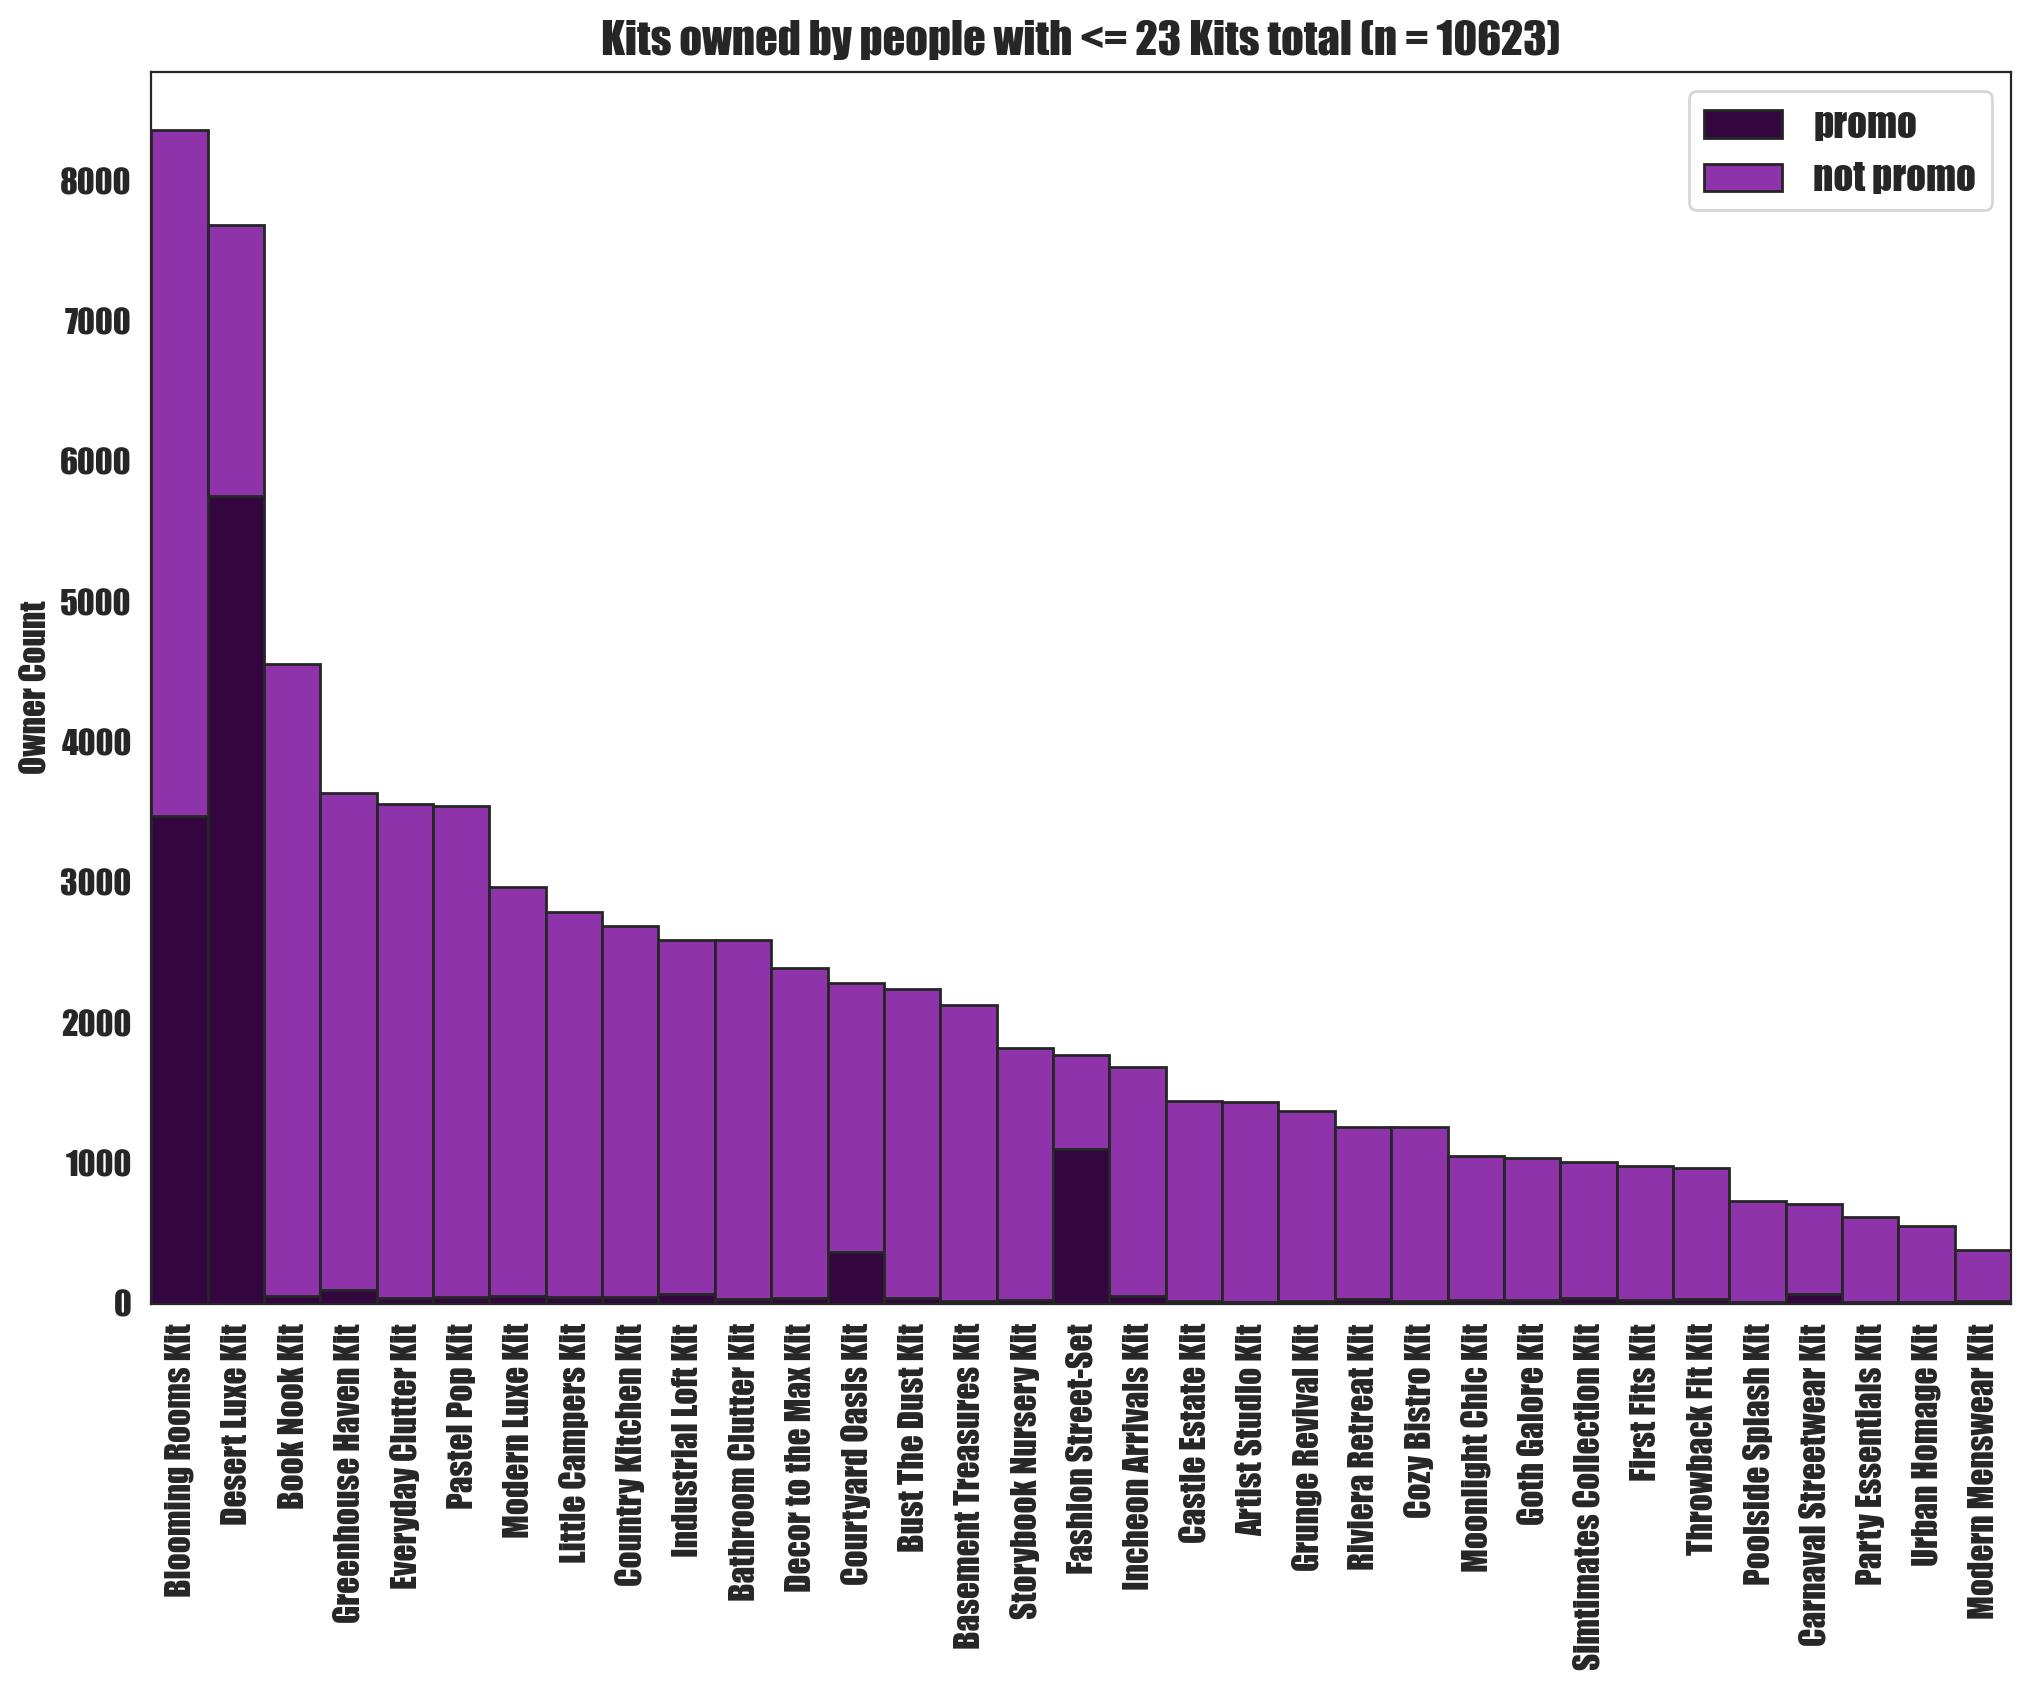 Kits owned by people with <= 23 Kits total (n = 10623)
promo
not promo
Owner Count
8000
7000
6000
5000
4000
3000
2000
1000
0
Blooming Rooms Kit
Desert Luxe Kit
Book Nook Kit
Greenhouse Haven Kit
Everyday Clutter Kit
Pastel Pop Kit
Modern Luxe Kit
Little Campers Kit
Country Kitchen Kit
Industrial Loft Kit
Bathroom Clutter Kit
Decor to the Max Kit
Courtyard Oasis Kit
Bust The Dust Kit
Basement Treasures Kit
Storybook Nursery Kit
Fashion Street-Set
Incheon Arrivals Kit
Castle Estate Kit
Artist Studio Kit
Grunge Revival Kit
Riviera Retreat Kit
Cozy Bistro Kit
Moonlight Chic Kit
Goth Galore Kit
Simtimates Collection Kit
First Fits Kit
Throwback Fit Kit
Poolside Splash Kit
Carnaval Streetwear Kit
Party Essentials Kit
Urban Homage Kit
Modern Menswear Kit